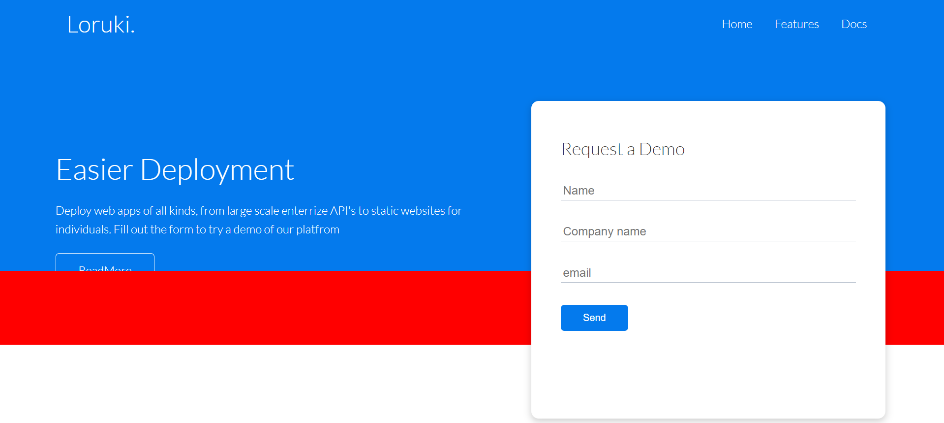 Loruki.
Home Features Docs
Easier Deployment
Deploy web apps of all kinds, from large scale enterrize API's to static websites for
individuals. Fill out the form to try a demo of our platfrom
ReadMore
Request a Demo
Name
Company name
email
Send